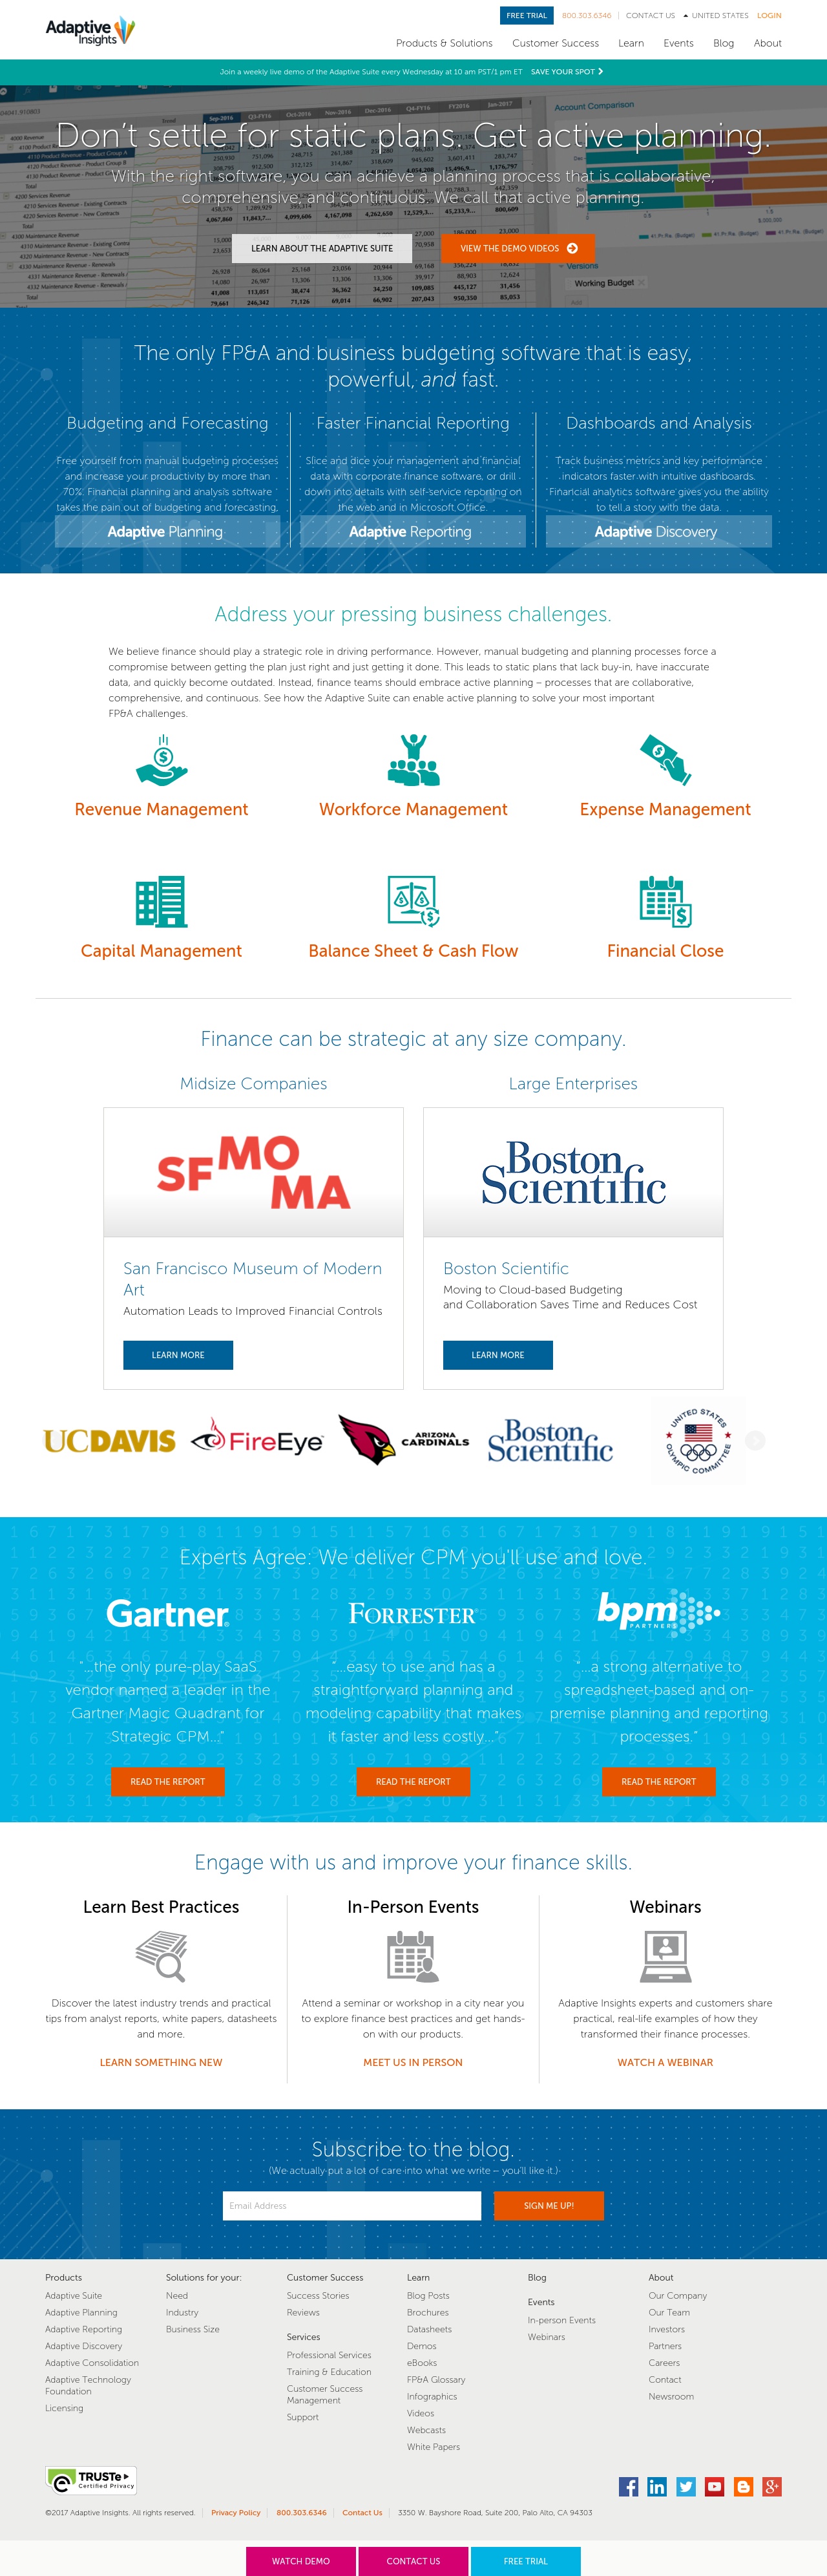 Adaptive Insights
FREE TRIAL 800.303.6346 CONTACT US UNITED STATES LOGIN
Products & Solutions Customer Success Learn Events Blog About
Join a weekly live demo of the Adaptive Suite every Wednesday at 10 am PST/1 pm ET SAVE YOUR SPOT
Don't settle for static plans. Get active planning.
With the right software, you can achieve a planning process that is collaborative,
comprehensive, and continuous. We call that active planning.
LEARN ABOUT THE ADAPTIVE SUITE
VIEW THE DEMO VIDEOS
Account Comparison
Versions
Working Budget
The only FP&A and business budgeting software that is easy,
powerful, and fast.
Budgeting and Forecasting
Free yourself from manual budgeting processes
and increase your productivity by more than
70%. Financial planning and analysis software
takes the pain out of budgeting and forecasting.
Adaptive Planning
Faster Financial Reporting
Slice and dice your management and financial
data with corporate finance software, or drill
down into details with self-service reporting on
the web and in Microsoft Office.
Adaptive Reporting
Dashboards and Analysis
Track business metrics and key performance
indicators faster with intuitive dashboards.
Financial analytics software gives you the ability
to tell a story with the data.
Adaptive Discovery
Address your pressing business challenges.
We believe finance should play a strategic role in driving performance. However, manual budgeting and planning processes force a
compromise between getting the plan just right and just getting it done. This leads to static plans that lack buy-in, have inaccurate
data, and quickly become outdated. Instead, finance teams should embrace active planning – processes that are collaborative,
comprehensive, and continuous. See how the Adaptive Suite can enable active planning to solve your most important
FP&A challenges.
Revenue Management
Workforce Management
Expense Management
Capital Management
Balance Sheet & Cash Flow
Financial Close
Finance can be strategic at any size company.
Midsize Companies
SFMOMA
San Francisco Museum of Modern
Art
Automation Leads to Improved Financial Controls
LEARN MORE
Large Enterprises
Boston
Scientific
Boston Scientific
Moving to Cloud-based Budgeting
and Collaboration Saves Time and Reduces Cost
LEARN MORE
UCDAVIS
FireEye
ARIZONA
CARDINALS
Boston
Scientific
UNITED STATES
OLYMPIC COMMITTEE
Experts Agree: We deliver CPM you'll use and love.
Gartner
"...the only pure-play SaaS
vendor named a leader in the
Gartner Magic Quadrant for
Strategic CPM..."
READ THE REPORT
FORRESTER
"...easy to use and has a
straightforward planning and
modeling capability that makes
it faster and less costly..."
READ THE REPORT
bpm
PARTNERS
"...a strong alternative to
spreadsheet-based and on-
premise planning and reporting
processes."
READ THE REPORT
Engage with us and improve your finance skills.
Learn Best Practices
Discover the latest industry trends and practical
tips from analyst reports, white papers, datasheets
and more.
LEARN SOMETHING NEW
In-Person Events
Attend a seminar or workshop in a city near you
to explore finance best practices and get hands-
on with our products.
MEET US IN PERSON
Webinars
Adaptive Insights experts and customers share
practical, real-life examples of how they
transformed their finance processes.
WATCH A WEBINAR
Subscribe to the blog.
(We actually put a lot of care into what we write – you'll like it.)
Email Address
SIGN ME UP!
Products
Adaptive Suite
Adaptive Planning
Adaptive Reporting
Adaptive Discovery
Adaptive Consolidation
Adaptive Technology
Foundation
Licensing
Solutions for your:
Need
Industry
Business Size
Customer Success
Success Stories
Reviews
Services
Professional Services
Training & Education
Customer Success
Management
Support
Learn
Blog Posts
Brochures
Datasheets
Demos
eBooks
FP&A Glossary
Infographics
Videos
Webcasts
White Papers
Blog
Events
In-person Events
Webinars
About
Our Company
Our Team
Investors
Partners
Careers
Contact
Newsroom
TRUSTe
Certified Privacy
©2017 Adaptive Insights. All rights reserved. Privacy Policy 800.303.6346 Contact Us 3350 W. Bayshore Road, Suite 200, Palo Alto, CA 94303
WATCH DEMO
CONTACT US
FREE TRIAL